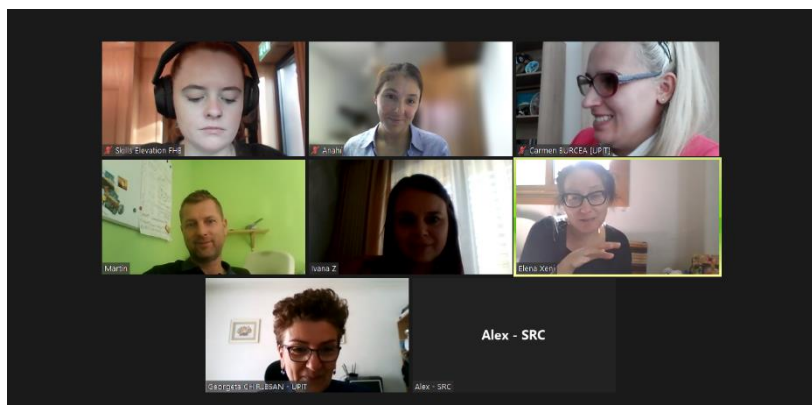 Skills Elevation FHB
Anahi
Carmen BURCEA [UPIT]
Martin
Ivana Z
Elena Xeni
Alex - SRC
Georgeta CHIRLESAN - UPIT
Alex - SRC